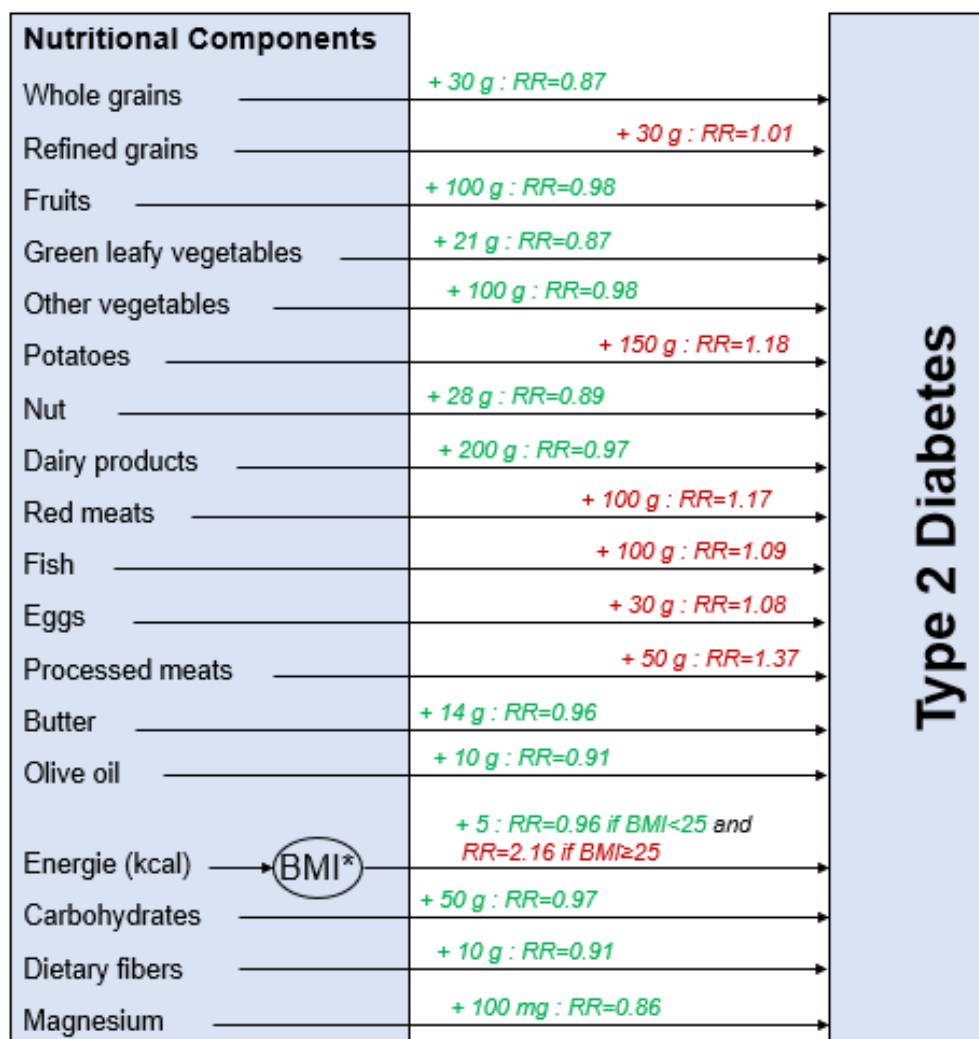 Nutritional Components
Whole grains
+ 30 g : RR=0.87
Refined grains
+ 30 g : RR=1.01
Fruits
+ 100 g : RR=0.98
Green leafy vegetables
+ 21 g : RR=0.87
Other vegetables
+ 100 g : RR=0.98
Potatoes
+ 150 g : RR=1.18
Nut
+ 28 g : RR=0.89
Dairy products
+ 200 g : RR=0.97
Red meats
+ 100 g : RR=1.17
Fish
+ 100 g : RR=1.09
Eggs
+ 30 g : RR=1.08
Processed meats
+ 50 g : RR=1.37
Butter
+ 14 g : RR=0.96
Olive oil
+ 10 g : RR=0.91
Energie (kcal)
BMI*
+ 5 : RR=0.96 if BMI<25 and
RR=2.16 if BMI≥25
Carbohydrates
+ 50 g : RR=0.97
Dietary fibers
+ 10 g : RR=0.91
Magnesium
+ 100 mg : RR=0.86
Type 2 Diabetes